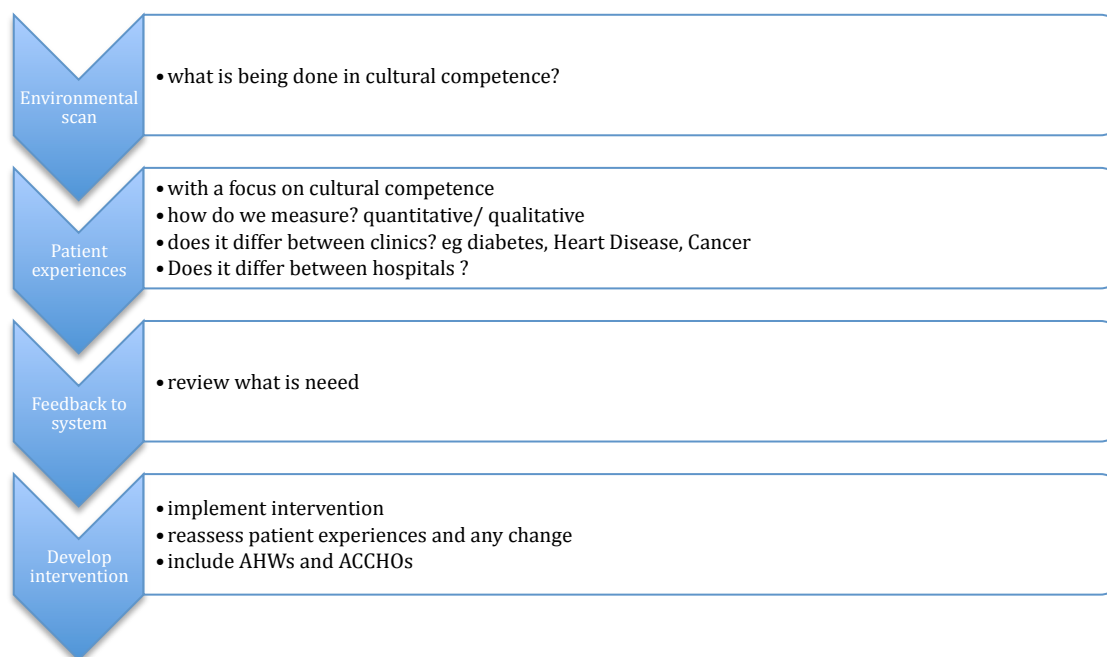 Environmental
scan
• what is being done in cultural competence?
Patient
experiences
• with a focus on cultural competence
• how do we measure? quantitative/ qualitative
• does it differ between clinics? eg diabetes, Heart Disease, Cancer
• Does it differ between hospitals ?
Feedback to
system
• review what is neeed
Develop
intervention
• implement intervention
• reassess patient experiences and any change
• include AHWs and ACCHOs